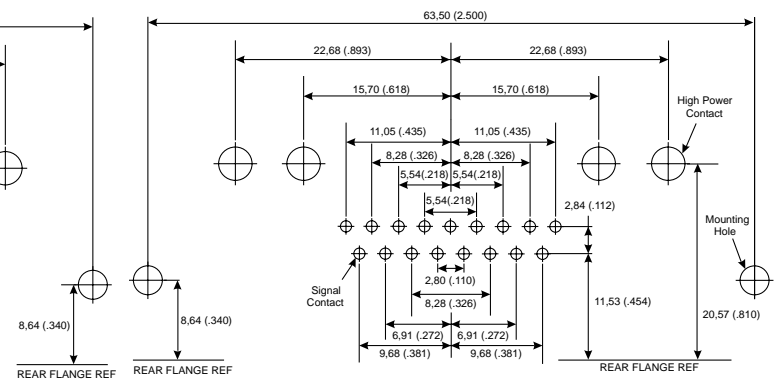 63,50 (2.500)
22,68 (.893)
22,68 (.893)
15,70 (.618)
15,70 (.618)
High Power
Contact
11,05 (.435)
11,05 (.435)
8,28 (.326)
8,28 (.326)
5,54(.218)
5,54(.218)
5,54(.218)
2,84 (.112)
Mounting
Hole
Signal
Contact
2,80 (.110)
8,28 (.326)
11,53 (.454)
20,57 (.810)
8,64 (.340)
8,64 (.340)
6,91 (.272)
6,91 (.272)
9,68 (.381)
9,68 (.381)
REAR FLANGE REF
REAR FLANGE REF
REAR FLANGE REF